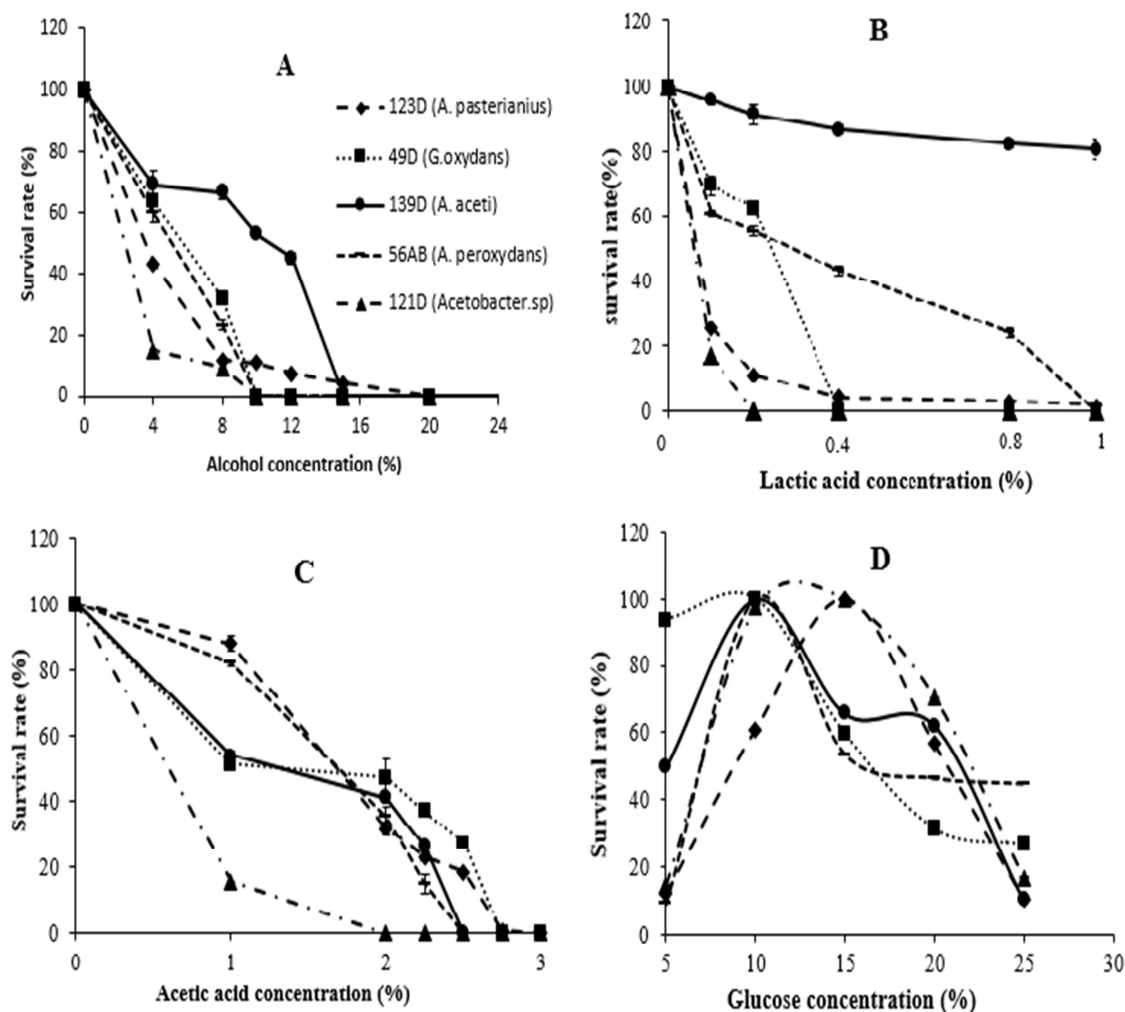 A
120
100
80
60
40
20
0
Survival rate (%)
0 4 8 12 16 20 24
Alcohol concentration (%)
123D (A. pasterianius)
49D (G.oxydans)
139D (A. aceti)
56AB (A. peroxydans)
121D (Acetobacter.sp)
B
120
100
80
60
40
20
0
survival rate(%)
0 0.4 0.8 1
Lactic acid concentration (%)
C
120
100
80
60
40
20
0
Survival rate (%)
0 1 2 3
Acetic acid concentration (%)
D
120
100
80
60
40
20
0
Survival rate (%)
5 10 15 20 25 30
Glucose concentration (%)